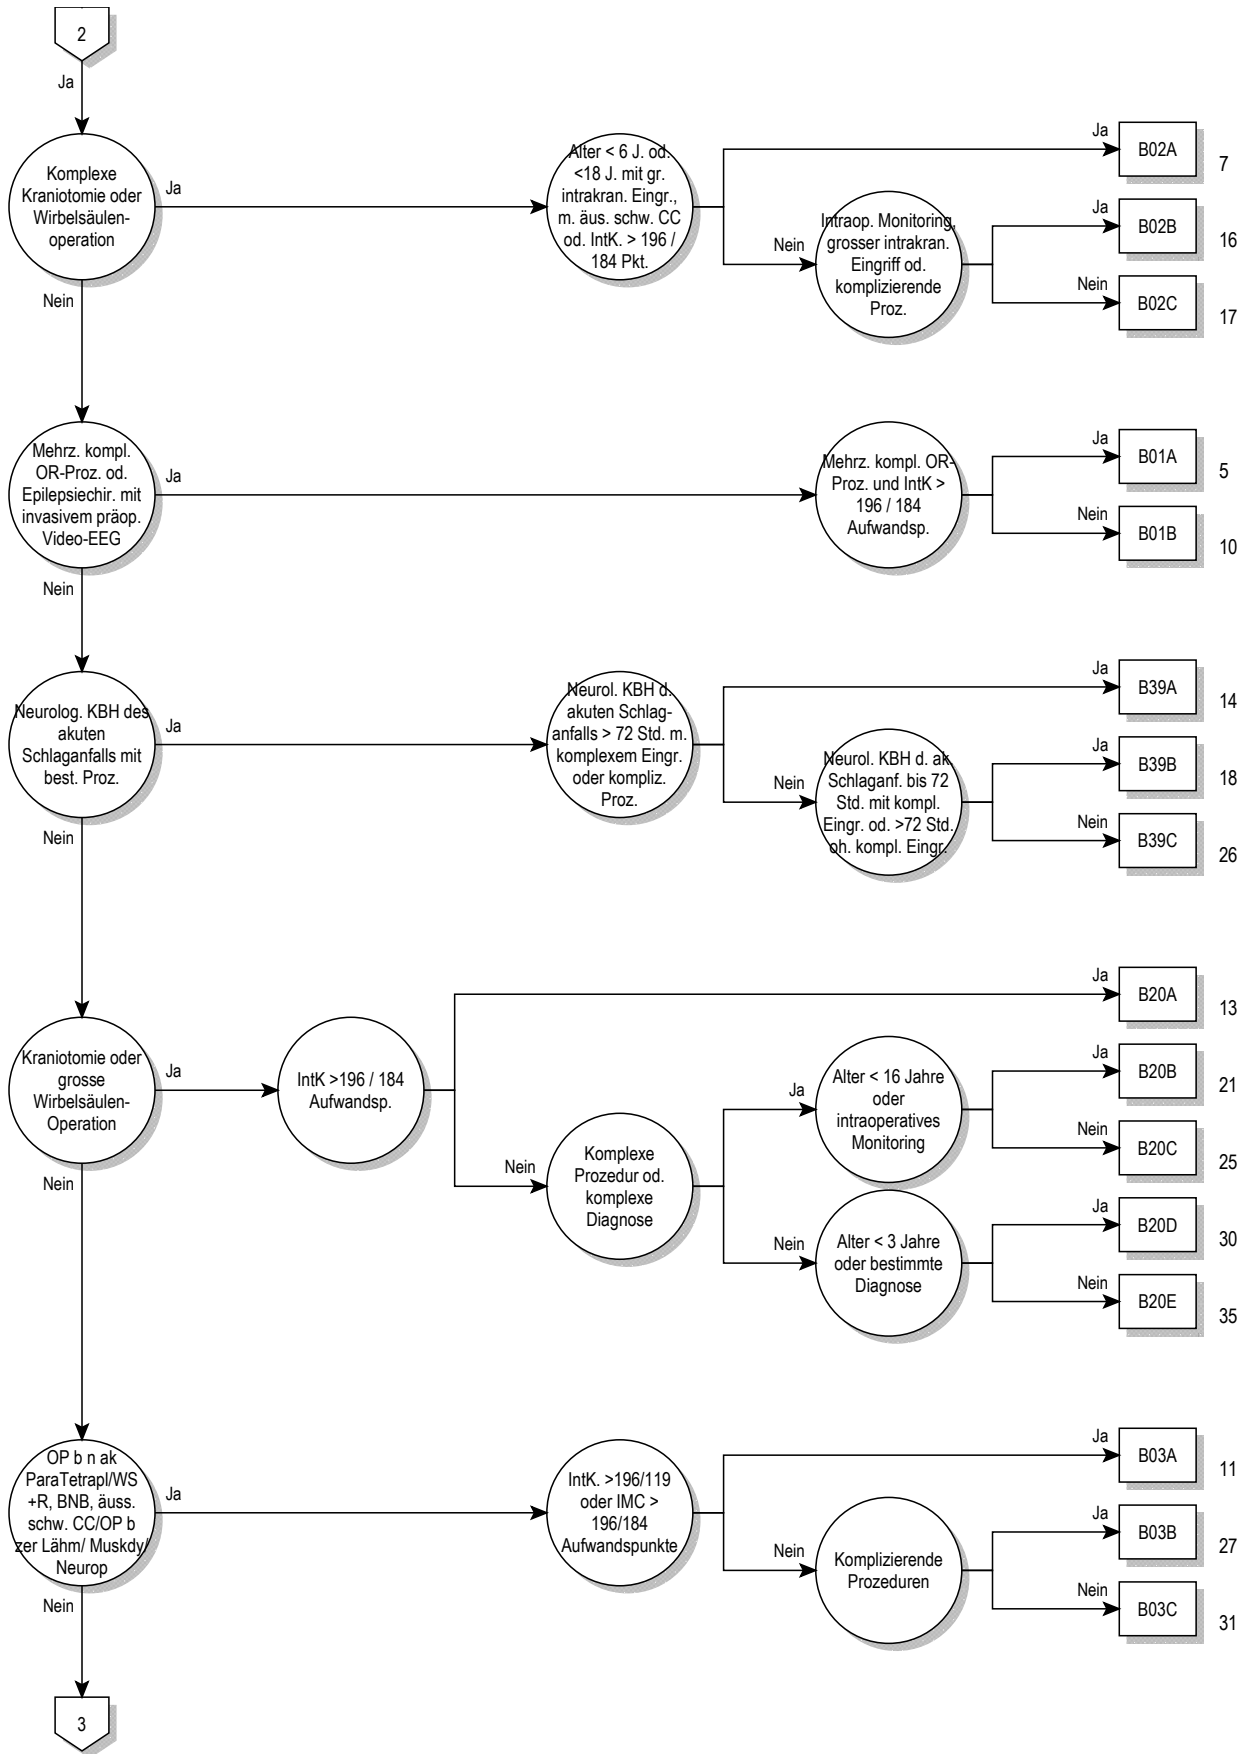 2
Ja
Komplexe
Kraniotomie oder
Wirbelsäulen-
operation
Ja
Alter < 6 J. od.
<18 J. mit gr.
intrakran. Eingr.,
m. äus. schw. CC
od. IntK. > 196 /
184 Pkt.
Ja
B02A
7
Nein
Intraop. Monitoring,
grosser intrakran.
Eingriff od.
komplizierende
Proz.
Ja
B02B
16
Nein
B02C
17
Nein
Mehrz. kompl.
OR-Proz. od.
Epilepsiechir. mit
invasivem präop.
Video-EEG
Ja
Mehrz. kompl. OR-
Proz. und IntK >
196 / 184
Aufwandsp.
Ja
B01A
5
Nein
B01B
10
Nein
Neurolog. KBH des
akuten
Schlaganfalls mit
best. Proz.
Ja
Neurol. KBH d.
akuten Schlag-
anfalls > 72 Std. m.
komplexem Eingr.
oder kompliz.
Proz.
Ja
B39A
14
Nein
Neurol. KBH d. ak.
Schlaganf. bis 72
Std. mit kompl.
Eingr. od. >72 Std.
oh. kompl. Eingr.
Ja
B39B
18
Nein
B39C
26
Nein
Kraniotomie oder
grosse
Wirbelsäulen-
Operation
Ja
IntK >196 / 184
Aufwandsp.
Ja
B20A
13
Nein
Komplexe
Prozedur od.
komplexe
Diagnose
Ja
Alter < 16 Jahre
oder
intraoperatives
Monitoring
Ja
B20B
21
Nein
B20C
25
Nein
Alter < 3 Jahre
oder bestimmte
Diagnose
Ja
B20D
30
Nein
B20E
35
Nein
OP b n ak
ParaTetrapl/WS
+R, BNB, äuss.
schw. CC/OP b
zer Lähm/ Muskdy/
Neurop
Ja
IntK. >196/119
oder IMC >
196/184
Aufwandspunkte
Ja
B03A
11
Nein
Komplizierende
Prozeduren
Ja
B03B
27
Nein
B03C
31
Nein
3